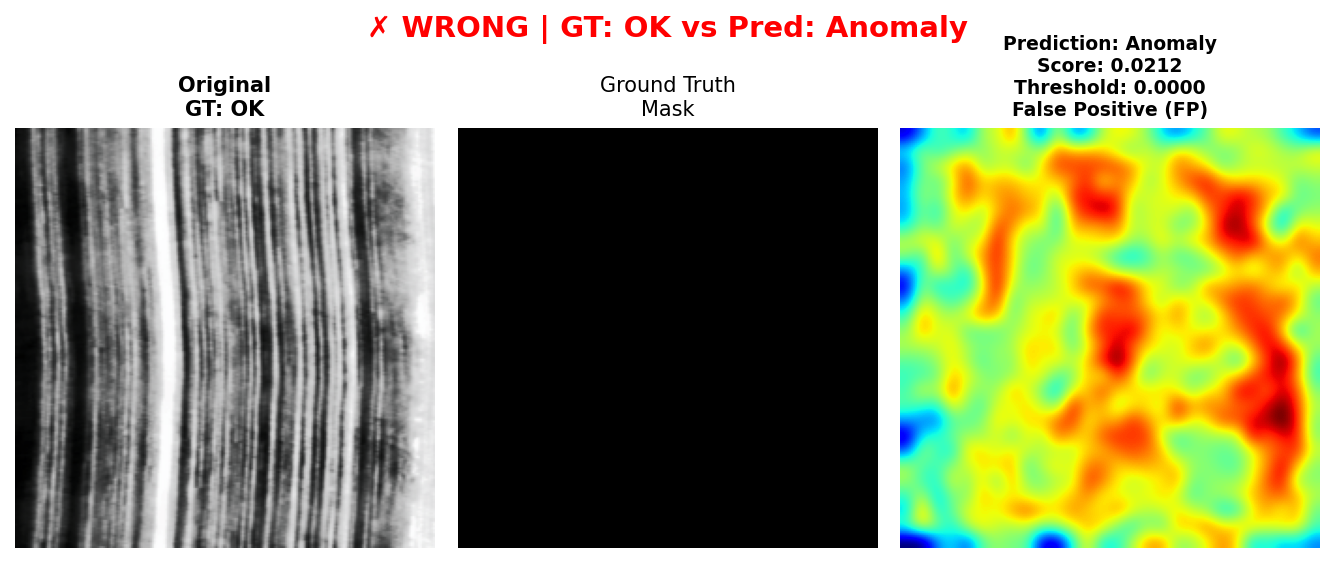 ✗ WRONG | GT: OK vs Pred: Anomaly
Original
GT: OK
Ground Truth
Mask
Prediction: Anomaly
Score: 0.0212
Threshold: 0.0000
False Positive (FP)